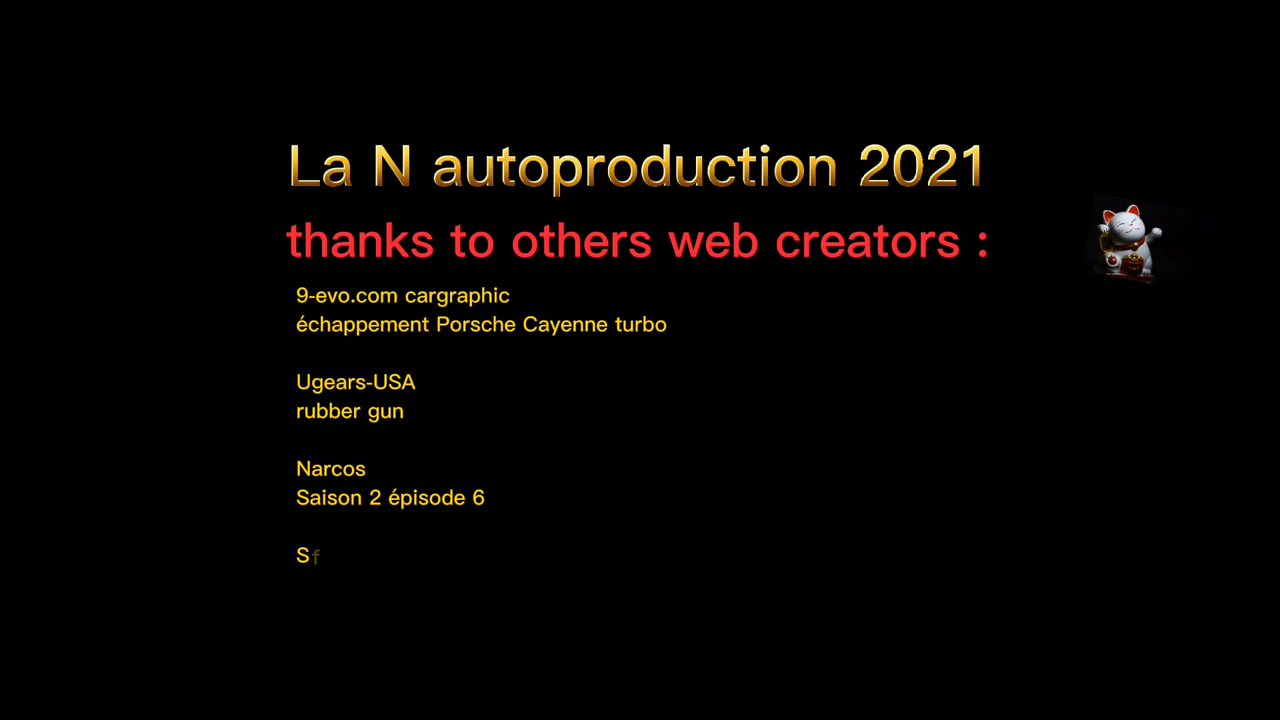 La N autoproduction 2021
thanks to others web creators :
9-evo.com cargraphic
échappement Porsche Cayenne turbo
Ugears-USA
rubber gun
Narcos
Saison 2 épisode 6
Sf